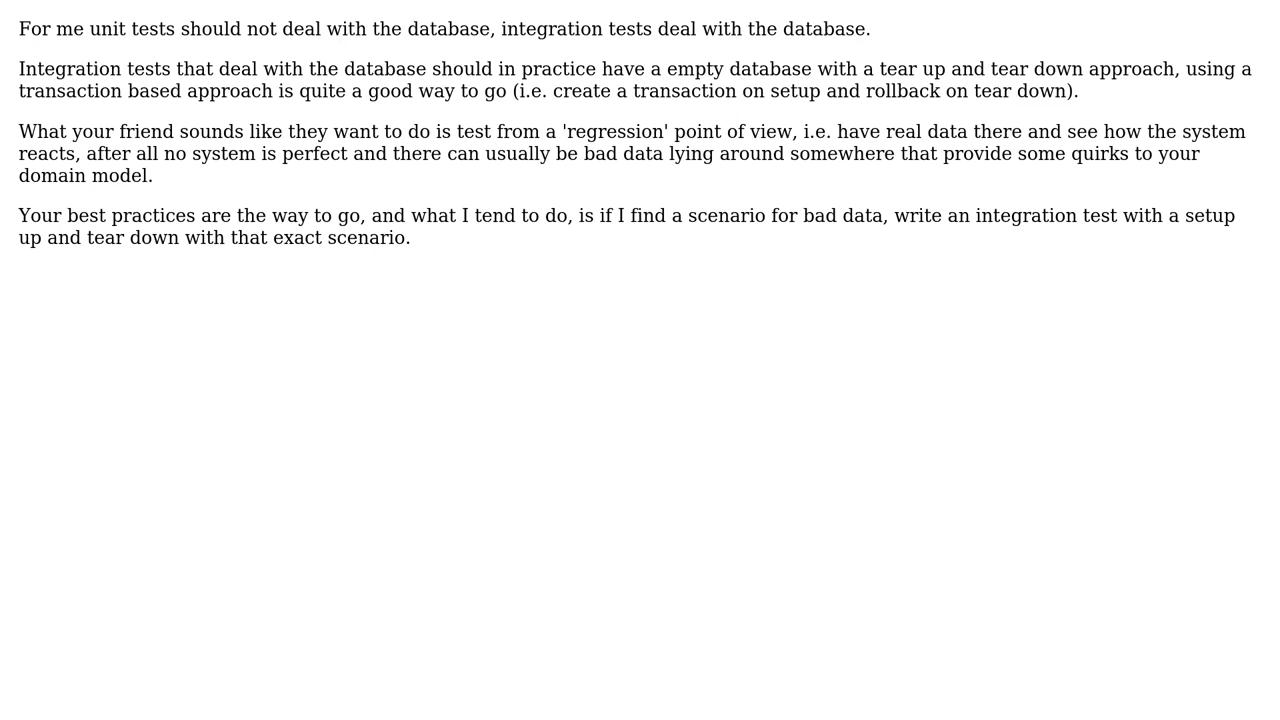 For me unit tests should not deal with the database, integration tests deal with the database.
Integration tests that deal with the database should in practice have a empty database with a tear up and tear down approach, using a
transaction based approach is quite a good way to go (i.e. create a transaction on setup and rollback on tear down).
What your friend sounds like they want to do is test from a 'regression' point of view, i.e. have real data there and see how the system
reacts, after all no system is perfect and there can usually be bad data lying around somewhere that provide some quirks to your
domain model.
Your best practices are the way to go, and what I tend to do, is if I find a scenario for bad data, write an integration test with a setup
up and tear down with that exact scenario.